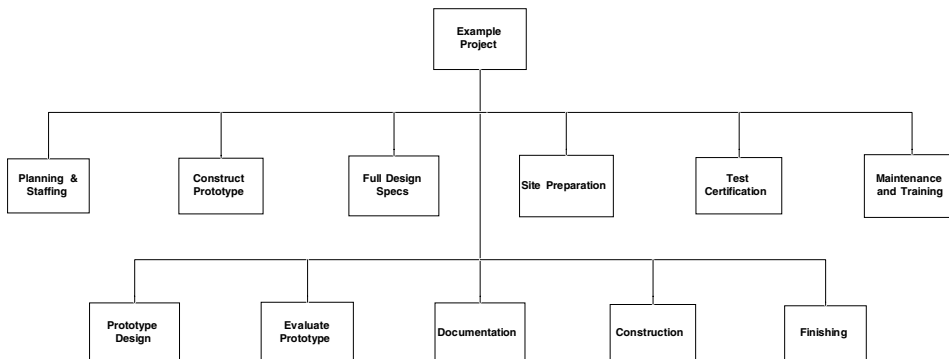 Example
Project
Planning &
Staffing
Construct
Prototype
Full Design
Specs
Site Preparation
Test
Certification
Maintenance
and Training
Prototype
Design
Evaluate
Prototype
Documentation
Construction
Finishing